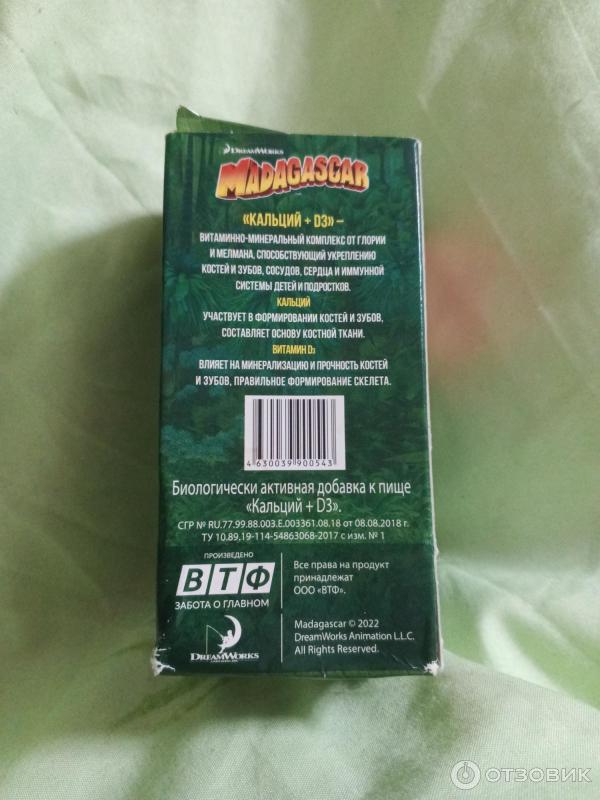 DREAMWORKS
MADAGASCAR
«КАЛЬЦИЙ + D3» –
ВИТАМИННО-МИНЕРАЛЬНЫЙ КОМПЛЕКС ОТ ГЛОРИИ
И МЕЛМАНА, СПОСОБСТВУЮЩИЙ УКРЕПЛЕНИЮ
КОСТЕЙ И ЗУБОВ, СОСУДОВ, СЕРДЦА И ИММУННОЙ
СИСТЕМЫ ДЕТЕЙ И ПОДРОСТКОВ.
КАЛЬЦИЙ
УЧАСТВУЕТ В ФОРМИРОВАНИИ КОСТЕЙ И ЗУБОВ,
СОСТАВЛЯЕТ ОСНОВУ КОСТНОЙ ТКАНИ.
ВИТАМИН D3
ВЛИЯЕТ НА МИНЕРАЛИЗАЦИЮ И ПРОЧНОСТЬ КОСТЕЙ
И ЗУБОВ, ПРАВИЛЬНОЕ ФОРМИРОВАНИЕ СКЕЛЕТА.
4 630039 900543
Биологически активная добавка к пище
«Кальций + D3».
СГР № RU.77.99.88.003.E.003361.08.18 от 08.08.2018 г.
ТУ 10.89,19-114-54863068-2017 с изм. № 1
ПРОИЗВЕДЕНО
ВТФ
ЗАБОТА О ГЛАВНОМ
Все права на продукт
принадлежат
ООО «ВТФ».
DREAMWORKS
Madagascar © 2022
DreamWorks Animation L.L.C.
All Rights Reserved.
ОТЗОВИК